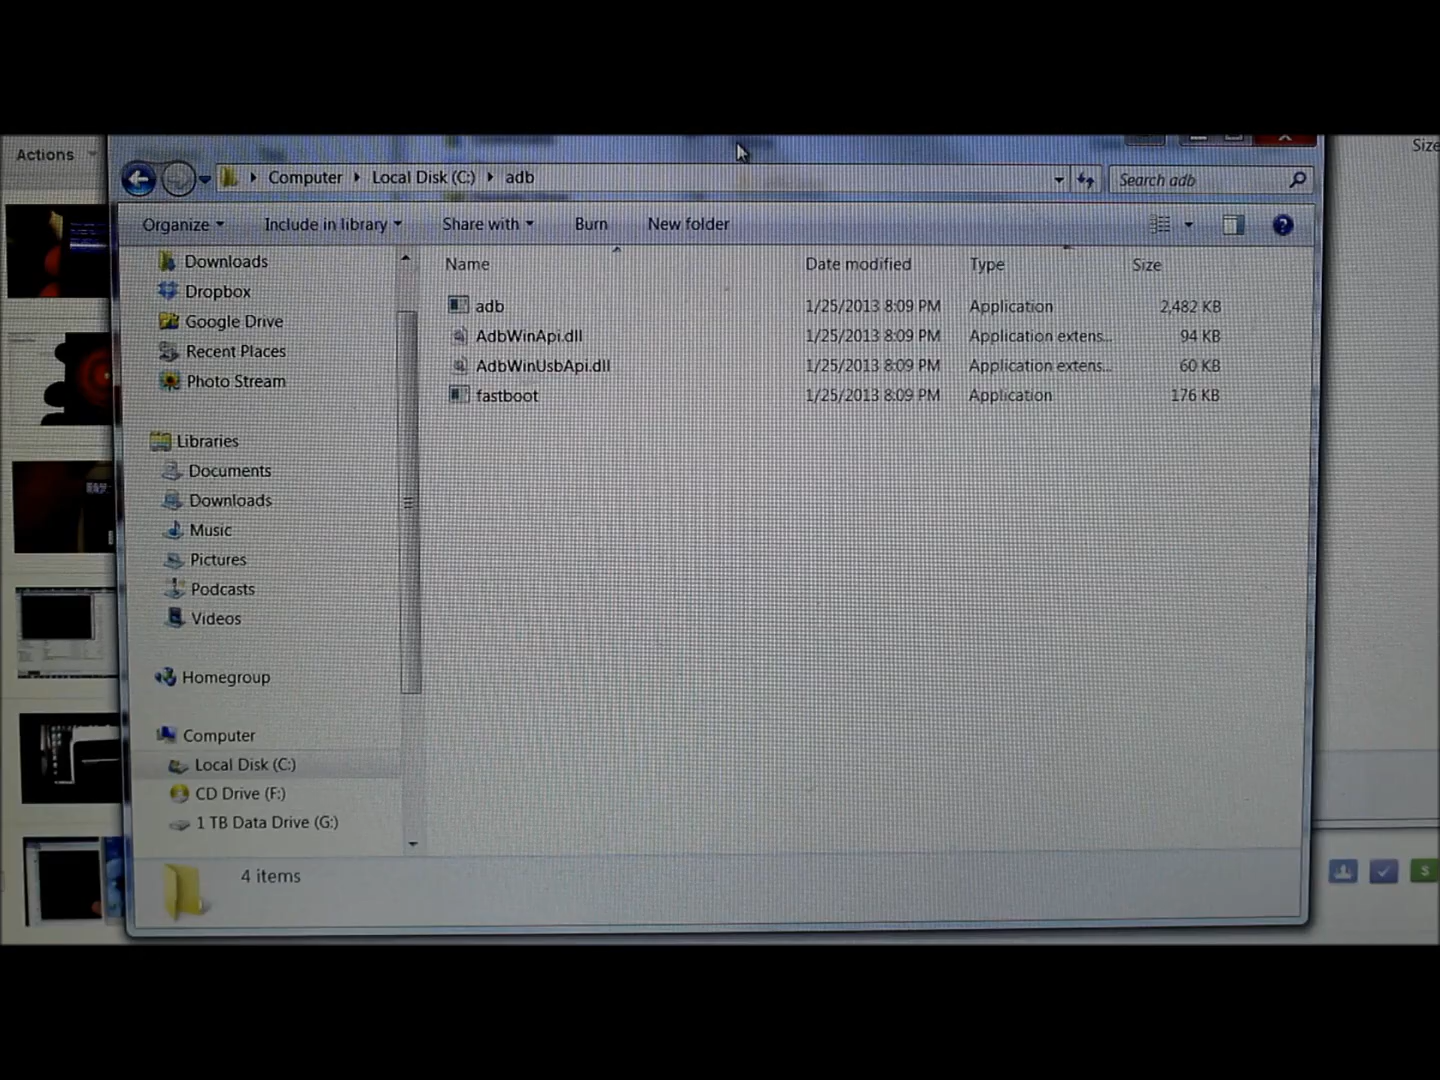 Actions
Size
Computer Local Disk (C:) adb
Search adb
Organize Include in library Share with Burn New folder
Name Date modified Type Size
adb 1/25/2013 8:09 PM Application 2,482 KB
AdbWinApi.dll 1/25/2013 8:09 PM Application extens... 94 KB
AdbWinUsbApi.dll 1/25/2013 8:09 PM Application extens... 60 KB
fastboot 1/25/2013 8:09 PM Application 176 KB
Downloads
Dropbox
Google Drive
Recent Places
Photo Stream
Libraries
Documents
Downloads
Music
Pictures
Podcasts
Videos
Homegroup
Computer
Local Disk (C:)
CD Drive (F:)
1 TB Data Drive (G:)
4 items